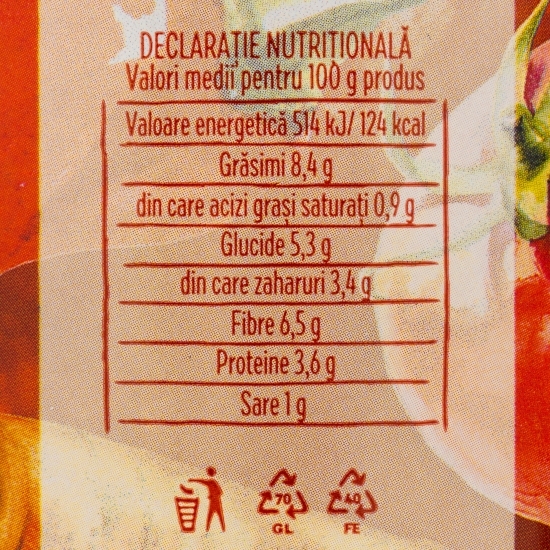 DECLARAȚIE NUTRIȚIONALĂ
Valori medii pentru 100 g produs
Valoare energetică 514 kJ/ 124 kcal
Grăsimi 8,4 g
din care acizi grași saturați 0,9 g
Glucide 5,3 g
din care zaharuri 3,4 g
Fibre 6,5 g
Proteine 3,6 g
Sare 1 g
70 40
GL FE